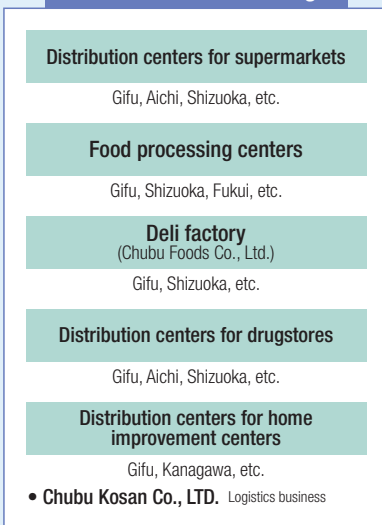 Distribution centers for supermarkets
Gifu, Aichi, Shizuoka, etc.
Food processing centers
Gifu, Shizuoka, Fukui, etc.
Deli factory
(Chubu Foods Co., Ltd.)
Gifu, Shizuoka, etc.
Distribution centers for drugstores
Gifu, Aichi, Shizuoka, etc.
Distribution centers for home
improvement centers
Gifu, Kanagawa, etc.
• Chubu Kosan Co., LTD. Logistics business